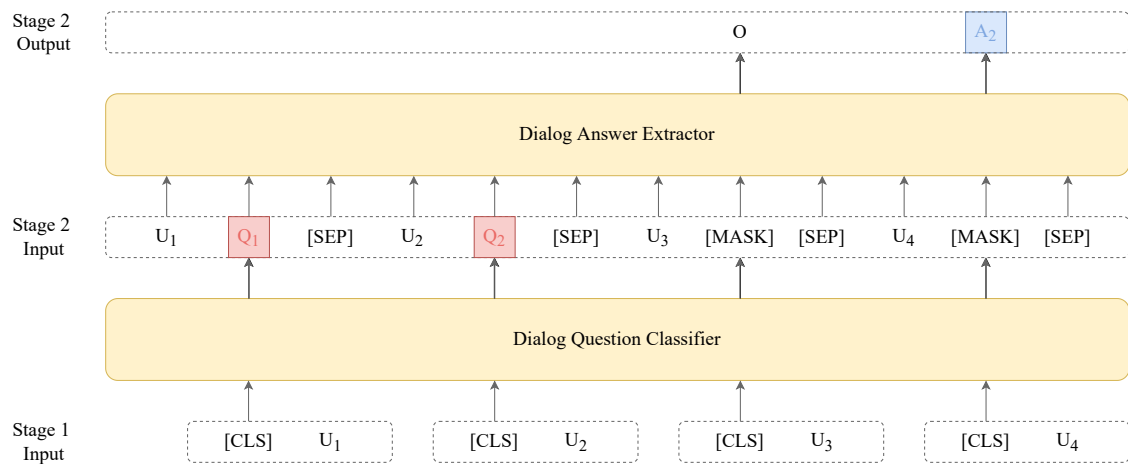 Stage 2
Output
O
A2
Dialog Answer Extractor
Stage 2
Input
U1 Q1 [SEP] U2 Q2 [SEP] U3 [MASK] [SEP] U4 [MASK] [SEP]
Dialog Question Classifier
Stage 1
Input
[CLS] U1 [CLS] U2 [CLS] U3 [CLS] U4